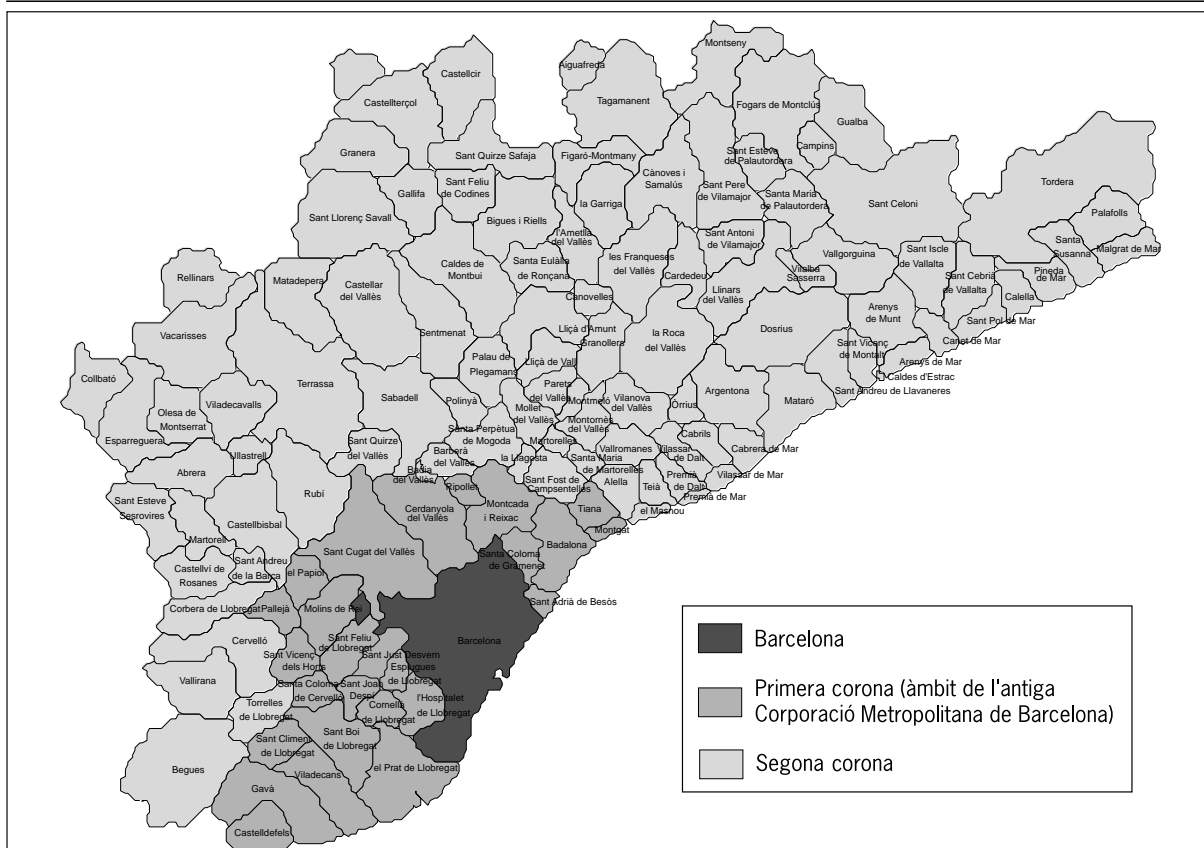 Montseny
Aiguafreda
Castellcir
Castellterçol
Tagamanent
Fogars de Montclús
Gualba
Granera
Sant Quirze Safaja
Figaró-Montmany
Sant Esteve
de Palautordera
Campins
Gallifa
Sant Feliu
de Codines
Cànoves i
Samalús
Sant Pere
de Vilamajor
Santa Maria
de Palautordera
Sant Celoni
Tordera
la Garriga
Sant Llorenç Savall
Bigues i Riells
Palafolls
l'Ametlla
del Vallès
Sant Antoni
de Vilamajor
Santa
Susanna
Malgrat de Mar
Caldes de
Montbui
Santa Eulàlia
de Ronçana
les Franqueses
del Vallès
Cardedeu
Vallgorguina
Sant Iscle
de Vallalta
Pineda
de Mar
Rellinars
Matadepera
Castellar
del Vallès
Vilalba
Sasserra
Sant Cebrià
de Vallalta
Llinars
del Vallès
Canovelles
Calella
Arenys
de Munt
Sant Pol de Mar
Vacarisses
Sentmenat
Lliçà d'Amunt
Granollers
la Roca
del Vallès
Dosrius
Canet de Mar
Sant Vicenç
de Montalt
Palau de
Plegamans
Lliçà de Vall
Arenys de Mar
Caldes d'Estrac
Collbató
Terrassa
Sabadell
Parets
del Vallès
Argentona
Sant Andreu de Llavaneres
Viladecavalls
Polinyà
Montmeló
Vilanova
del Vallès
Òrrius
Mataró
Olesa de
Montserrat
Mollet
del Vallès
Montornès
del Vallès
Esparreguera
Sant Quirze
del Vallès
Santa Perpètua
de Mogoda
Martorelles
Cabrils
Ullastrell
Barberà
del Vallès
la Llagosta
Vallromanes
Vilassar
de Dalt
Cabrera de Mar
Abrera
Badia
del Vallès
Santa Maria
de Martorelles
Vilassar de Mar
Rubí
Ripollet
Sant Fost de
Campsentelles
Alella
Teià
Premià
de Dalt
Premià de Mar
Sant Esteve
Sesrovires
Cerdanyola
del Vallès
Montcada
i Reixac
Tiana
el Masnou
Castellbisbal
Montgat
Martorell
Badalona
Sant Cugat del Vallès
Santa Coloma
de Gramenet
Castellví de
Rosanes
Sant Andreu
de la Barca
el Papiol
Sant Adrià de Besòs
Corbera de Llobregat
Pallejà
Molins de Rei
Barcelona
Cervelló
Sant Feliu
de Llobregat
Sant Vicenç
dels Horts
Sant Just Desvern
Esplugues
de Llobregat
Vallirana
Santa Coloma
de Cervelló
Sant Joan
Despí
l'Hospitalet
de Llobregat
Torrelles
de Llobregat
Cornellà
de Llobregat
Sant Boi
de Llobregat
Sant Climent
de Llobregat
Begues
Viladecans
el Prat de Llobregat
Gavà
Castelldefels
Barcelona
Primera corona (àmbit de l'antiga
Corporació Metropolitana de Barcelona)
Segona corona